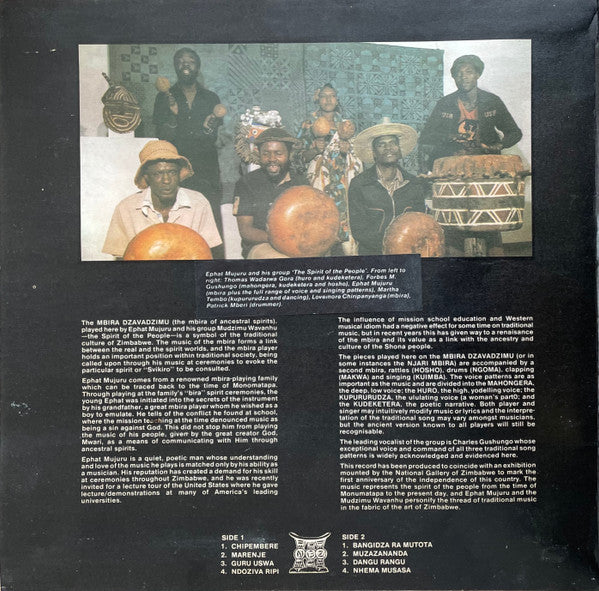 Ephat Mujuru and his group 'The Spirit of the People'. From left to
right: Thomas Wadarwa Gora (huro and kudeketera), Forbes M.
Gushungo (mahongera, kudeketera and hosho), Ephat Mujuru
(mbira plus the full range of voice and singing patterns), Martha
Tembo (kupururudza and dancing), Lovemore Chiripanyanga (mbira),
Patrick Mberi (drummer).
The MBIRA DZAVADZIMU (the mbira of ancestral spirits),
played here by Ephat Mujuru and his group Mudzimu Wavanhu
—the Spirit of the People—is a symbol of the traditional
culture of Zimbabwe. The music of the mbira forms a link
between the real and the spirit worlds, and the mbira player
holds an important position within traditional society, being
called upon through his music at ceremonies to evoke the
particular spirit or "Svikiro" to be consulted.
Ephat Mujuru comes from a renowned mbira-playing family
which can be traced back to the time of Monomatapa.
Through playing at the family's "bira" spirit ceremonies, the
young Ephat was initiated into the secrets of the instrument
by his grandfather, a great mbira player whom he wished as a
boy to emulate. He tells of the conflict he found at school,
where the mission teaching at the time denounced music as
being a sin against God. This did not stop him from playing
the music of his people, given by the great creator God,
Mwari, as a means of communicating with Him through
ancestral spirits.
Ephat Mujuru is a quiet, poetic man whose understanding
and love of the music he plays is matched only by his ability as
a musician. His reputation has created a demand for his skill
at ceremonies throughout Zimbabwe, and he was recently
invited for a lecture tour of the United States where he gave
lecture/demonstrations at many of America's leading
universities.
The influence of mission school education and Western
musical idiom had a negative effect for some time on traditional
music, but in recent years this has given way to a renaissance
of the mbira and its value as a link with the ancestry and
culture of the Shona people.
The pieces played here on the MBIRA DZAVADZIMU (or in
some instances the NJARI MBIRA) are accompanied by a
second mbira, rattles (HOSHO), drums (NGOMA), clapping
(MAKWA) and singing (KUIMBA). The voice patterns are as
important as the music and are divided into the MAHONGERA,
the deep, low voice; the HURO, the high, yodelling voice; the
KUPURURUDZA, the ululating voice (a woman's part); and
the KUDEKETERA, the poetic narrative. Both player and
singer may intuitively modify music or lyrics and the interpre-
tation of the traditional song may vary amongst musicians,
but the ancient version known to all players will still be
recognisable.
The leading vocalist of the group is Charles Gushungo whose
exceptional voice and command of all three traditional song
patterns is widely acknowledged and evidenced here.
This record has been produced to coincide with an exhibition
mounted by the National Gallery of Zimbabwe to mark the
first anniversary of the independence of this country. The
music represents the spirit of the people from the time of
Monumatapa to the present day, and Ephat Mujuru and the
Mudzimu Wavanhu personify the thread of traditional music
in the fabric of the art of Zimbabwe.
SIDE 1
1. CHIPEMBERE
2. MARENJE
3. GURU USWA
4. NDOZIVA RIPI
NGZ
SIDE 2
1. BANGIDZA RA MUTOTA
2. MUZAZANANDA
3. DANGU RANGU
4. NHEMA MUSASA